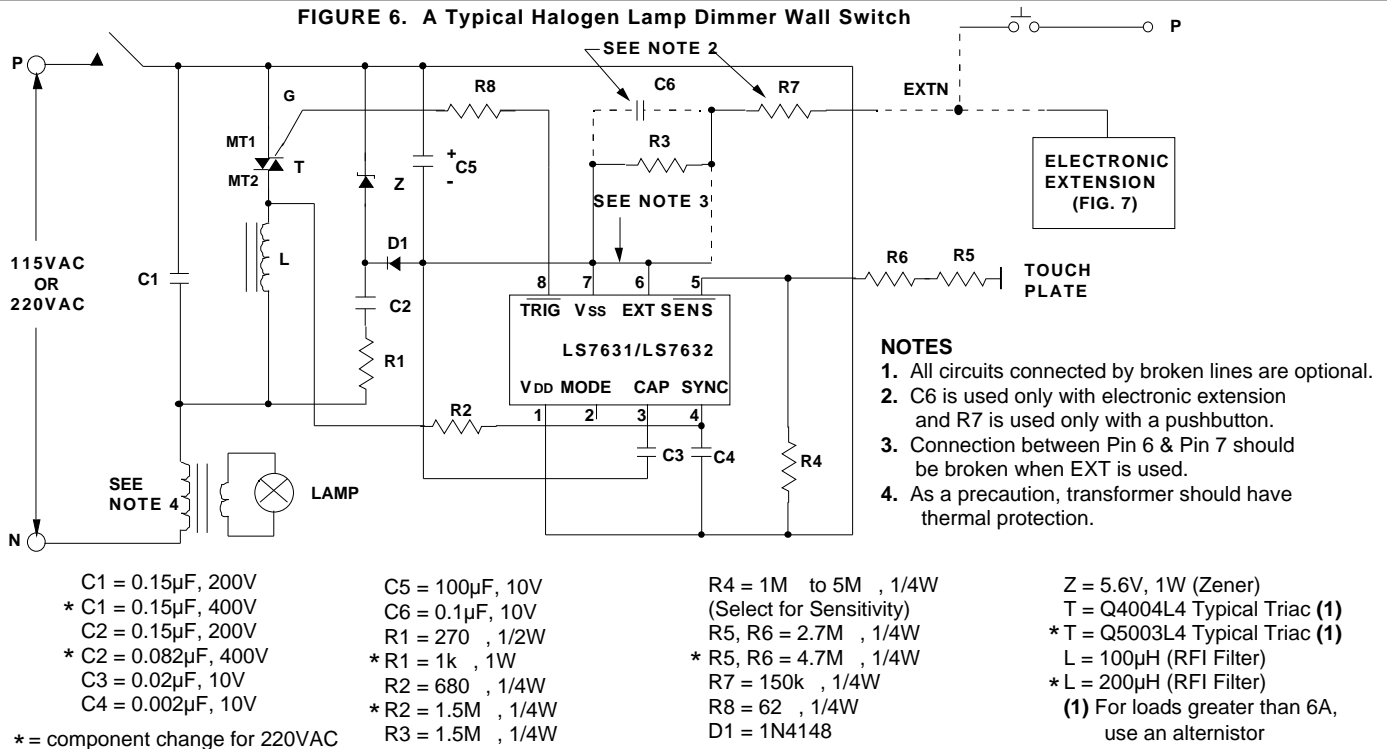 FIGURE 6. A Typical Halogen Lamp Dimmer Wall Switch
P
P
SEE NOTE 2
G
R8
C6
R7
EXTN
MT1
T
MT2
C5
+
-
R3
ELECTRONIC
EXTENSION
(FIG. 7)
Z
SEE NOTE 3
115VAC
OR
220VAC
C1
L
D1
R6
R5
TOUCH
PLATE
8
7
6
5
C2
TRIG
VSS
EXT
SENS
R1
LS7631/LS7632
VDD
MODE
CAP
SYNC
1
2
3
4
R2
C3
C4
R4
SEE
NOTE 4
LAMP
N
NOTES
1. All circuits connected by broken lines are optional.
2. C6 is used only with electronic extension
and R7 is used only with a pushbutton.
3. Connection between Pin 6 & Pin 7 should
be broken when EXT is used.
4. As a precaution, transformer should have
thermal protection.
C1 = 0.15µF, 200V
* C1 = 0.15µF, 400V
C2 = 0.15µF, 200V
* C2 = 0.082µF, 400V
C3 = 0.02µF, 10V
C4 = 0.002µF, 10V
* = component change for 220VAC
C5 = 100µF, 10V
C6 = 0.1µF, 10V
R1 = 270 , 1/2W
* R1 = 1k , 1W
R2 = 680 , 1/4W
* R2 = 1.5M , 1/4W
R3 = 1.5M , 1/4W
R4 = 1M to 5M , 1/4W
(Select for Sensitivity)
R5, R6 = 2.7M , 1/4W
* R5, R6 = 4.7M , 1/4W
R7 = 150k , 1/4W
R8 = 62 , 1/4W
D1 = 1N4148
Z = 5.6V, 1W (Zener)
T = Q4004L4 Typical Triac (1)
* T = Q5003L4 Typical Triac (1)
L = 100µH (RFI Filter)
* L = 200µH (RFI Filter)
(1) For loads greater than 6A,
use an alternistor